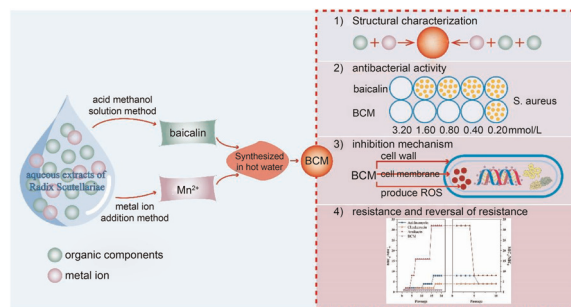 acid methanol
solution method
baicalin
aqueous extracts of
Radix Scutellariae
Synthesized
in hot water
BCM
Mn²⁺
metal ion
addition method
organic components
metal ion
1) Structural characterization
2) antibacterial activity
baicalin
BCM
S. aureus
3.20 1.60 0.80 0.40 0.20 mmol/L
3) inhibition mechanism
cell wall
BCM cell membrane
produce ROS
4) resistance and reversal of resistance
BCM
Passage
Passage